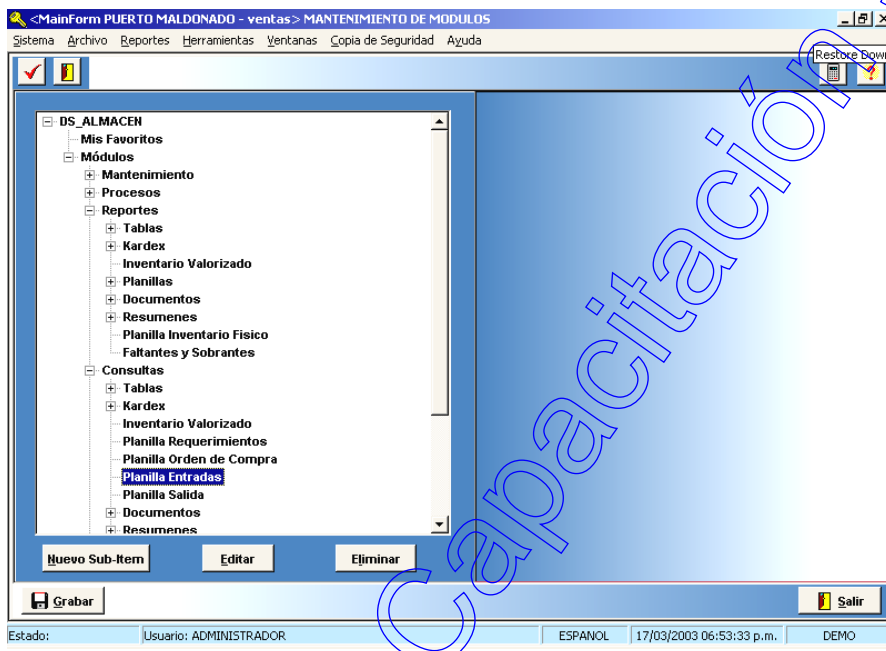 <MainForm PUERTO MALDONADO - ventas> MANTENIMIENTO DE MODULOS
Sistema Archivo Reportes Herramientas Ventanas Copia de Seguridad Ayuda
Restore Down
DS_ALMACEN
Mis Favoritos
Módulos
Mantenimiento
Procesos
Reportes
Tablas
Kardex
Inventario Valorizado
Planillas
Documentos
Resumenes
Planilla Inventario Fisico
Faltantes y Sobrantes
Consultas
Tablas
Kardex
Inventario Valorizado
Planilla Requerimientos
Planilla Orden de Compra
Planilla Entradas
Planilla Salida
Documentos
Resumenes
Nuevo Sub-Item Editar Eliminar
Grabar Salir
Estado: Usuario: ADMINISTRADOR ESPANOL 17/03/2003 06:53:33 p.m. DEMO
Capacitación